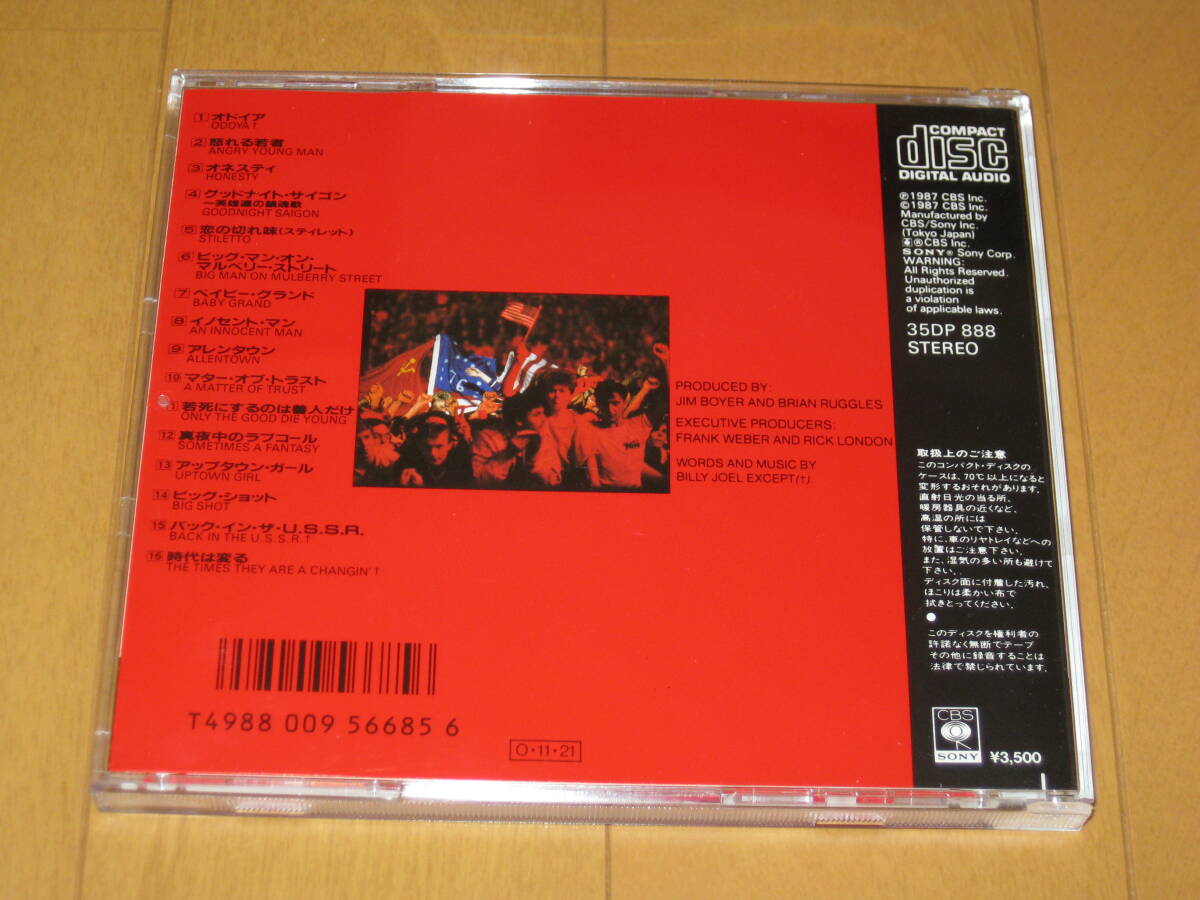 1 オドイア
ODOYA†
2 怒れる若者
ANGRY YOUNG MAN
3 オネスティ
HONESTY
4 グッドナイト・サイゴン
～英雄達の鎮魂歌
GOODNIGHT SAIGON
5 恋の切れ味(スティレット)
STILETTO
6 ビッグ・マン・オン・
マルベリー・ストリート
BIG MAN ON MULBERRY STREET
7 ベイビー・グランド
BABY GRAND
8 イノセント・マン
AN INNOCENT MAN
9 アレンタウン
ALLENTOWN
10 マター・オブ・トラスト
A MATTER OF TRUST
若死にするのは善人だけ
ONLY THE GOOD DIE YOUNG
12 真夜中のラブコール
SOMETIMES A FANTASY
13 アップタウン・ガール
UPTOWN GIRL
14 ビッグ・ショット
BIG SHOT
15 バック・イン・ザ・U.S.S.R.
BACK IN THE U.S.S.R.†
16 時代は変る
THE TIMES THEY ARE A CHANGIN'†
76
PRODUCED BY:
JIM BOYER AND BRIAN RUGGLES
EXECUTIVE PRODUCERS:
FRANK WEBER AND RICK LONDON
WORDS AND MUSIC BY
BILLY JOEL EXCEPT(†).
T4988 009 56685 6
O・11・21
COMPACT
disc
DIGITAL AUDIO
℗1987 CBS Inc.
©1987 CBS Inc.
Manufactured by
CBS/Sony Inc.
(Tokyo Japan)
®CBS Inc.
SONY® Sony Corp.
WARNING:
All Rights Reserved.
Unauthorized
duplication is
a violation
of applicable laws.
35DP 888
STEREO
取扱上のご注意
このコンパクト・ディスクの
ケースは、70℃以上になると
変形するおそれがあります。
直射日光の当る所、
暖房器具の近くなど、
高温の所には
保管しないで下さい。
特に、車のリヤトレイなどへの
放置はご注意下さい。
また、湿気の多い所も避けて
下さい。
ディスク面に付着した汚れ、
ほこりは柔かい布で
拭きとってください。
●
このディスクを権利者の
許諾なく無断でテープ
その他に録音することは
法律で禁じられています。
CBS
SONY
¥3,500